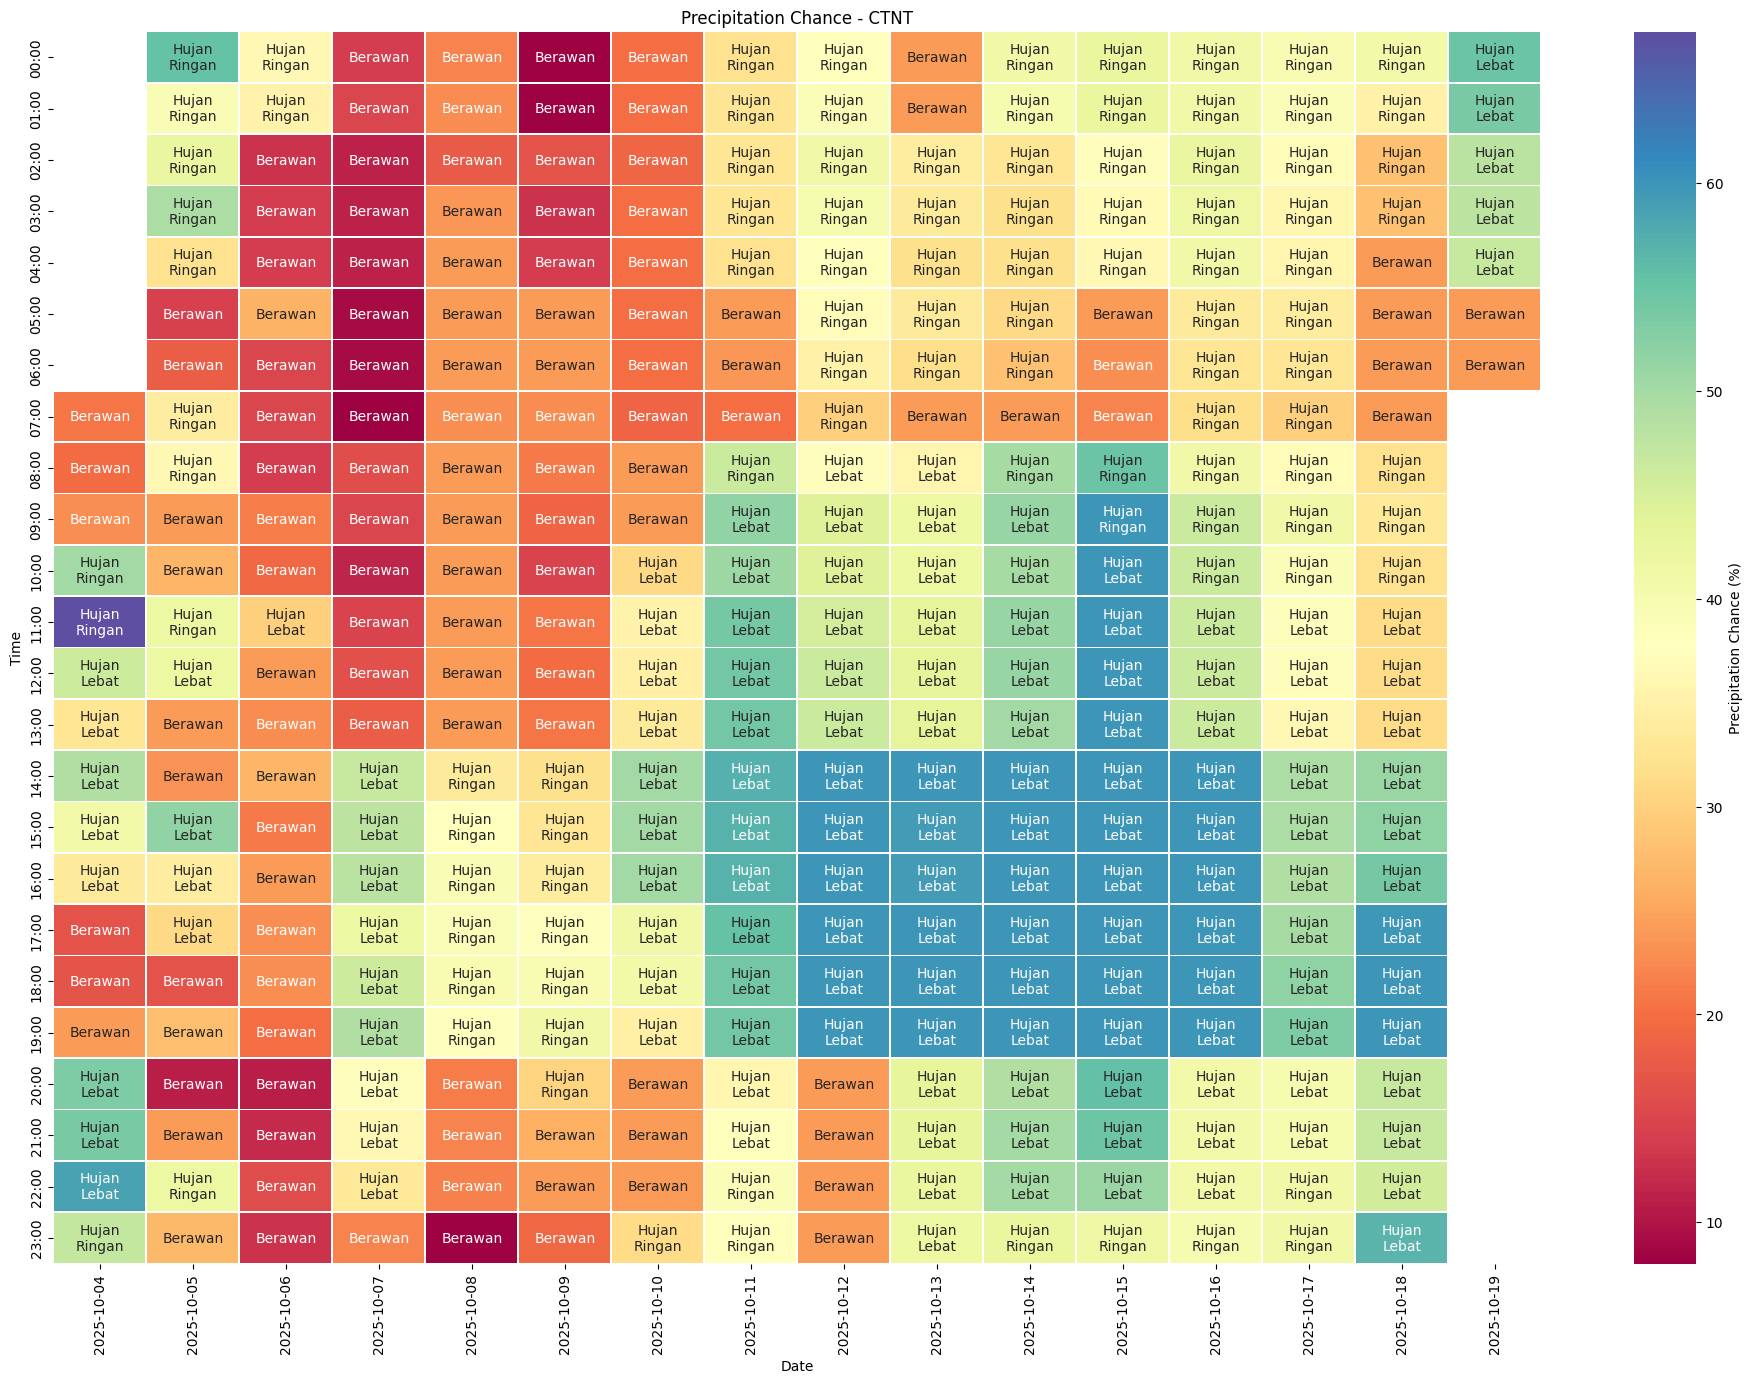 Precipitation Chance - CTNT
00:00 Hujan Ringan Hujan Ringan Berawan Berawan Berawan Berawan Hujan Ringan Hujan Ringan Berawan Hujan Ringan Hujan Ringan Hujan Ringan Hujan Ringan Hujan Ringan Hujan Lebat
01:00 Hujan Ringan Hujan Ringan Berawan Berawan Berawan Berawan Hujan Ringan Hujan Ringan Berawan Hujan Ringan Hujan Ringan Hujan Ringan Hujan Ringan Hujan Ringan Hujan Lebat
02:00 Hujan Ringan Berawan Berawan Berawan Berawan Berawan Hujan Ringan Hujan Ringan Hujan Ringan Hujan Ringan Hujan Ringan Hujan Ringan Hujan Ringan Hujan Ringan Hujan Lebat
03:00 Hujan Ringan Berawan Berawan Berawan Berawan Berawan Hujan Ringan Hujan Ringan Hujan Ringan Hujan Ringan Hujan Ringan Hujan Ringan Hujan Ringan Hujan Ringan Hujan Lebat
04:00 Hujan Ringan Berawan Berawan Berawan Berawan Berawan Hujan Ringan Hujan Ringan Hujan Ringan Hujan Ringan Hujan Ringan Hujan Ringan Hujan Ringan Berawan Hujan Lebat
05:00 Berawan Berawan Berawan Berawan Berawan Berawan Berawan Hujan Ringan Hujan Ringan Hujan Ringan Berawan Hujan Ringan Hujan Ringan Berawan Berawan
06:00 Berawan Berawan Berawan Berawan Berawan Berawan Berawan Hujan Ringan Hujan Ringan Hujan Ringan Berawan Hujan Ringan Hujan Ringan Berawan Berawan
07:00 Berawan Hujan Ringan Berawan Berawan Berawan Berawan Berawan Berawan Hujan Ringan Berawan Berawan Berawan Hujan Ringan Hujan Ringan Berawan
08:00 Berawan Hujan Ringan Berawan Berawan Berawan Berawan Berawan Hujan Ringan Hujan Lebat Hujan Lebat Hujan Ringan Hujan Ringan Hujan Ringan Hujan Ringan Hujan Ringan
09:00 Berawan Berawan Berawan Berawan Berawan Berawan Berawan Hujan Lebat Hujan Lebat Hujan Lebat Hujan Lebat Hujan Ringan Hujan Ringan Hujan Ringan Hujan Ringan
10:00 Hujan Ringan Berawan Berawan Berawan Berawan Berawan Hujan Lebat Hujan Lebat Hujan Lebat Hujan Lebat Hujan Lebat Hujan Lebat Hujan Ringan Hujan Ringan Hujan Ringan
11:00 Hujan Ringan Hujan Ringan Hujan Lebat Berawan Berawan Berawan Hujan Lebat Hujan Lebat Hujan Lebat Hujan Lebat Hujan Lebat Hujan Lebat Hujan Lebat Hujan Lebat Hujan Lebat
12:00 Hujan Lebat Hujan Lebat Berawan Berawan Berawan Berawan Hujan Lebat Hujan Lebat Hujan Lebat Hujan Lebat Hujan Lebat Hujan Lebat Hujan Lebat Hujan Lebat Hujan Lebat
13:00 Hujan Lebat Berawan Berawan Berawan Berawan Berawan Hujan Lebat Hujan Lebat Hujan Lebat Hujan Lebat Hujan Lebat Hujan Lebat Hujan Lebat Hujan Lebat Hujan Lebat
14:00 Hujan Lebat Berawan Berawan Hujan Lebat Hujan Ringan Hujan Ringan Hujan Lebat Hujan Lebat Hujan Lebat Hujan Lebat Hujan Lebat Hujan Lebat Hujan Lebat Hujan Lebat Hujan Lebat
15:00 Hujan Lebat Hujan Lebat Berawan Hujan Lebat Hujan Ringan Hujan Ringan Hujan Lebat Hujan Lebat Hujan Lebat Hujan Lebat Hujan Lebat Hujan Lebat Hujan Lebat Hujan Lebat Hujan Lebat
16:00 Hujan Lebat Hujan Lebat Berawan Hujan Lebat Hujan Ringan Hujan Ringan Hujan Lebat Hujan Lebat Hujan Lebat Hujan Lebat Hujan Lebat Hujan Lebat Hujan Lebat Hujan Lebat Hujan Lebat
17:00 Berawan Hujan Lebat Berawan Hujan Lebat Hujan Ringan Hujan Ringan Hujan Lebat Hujan Lebat Hujan Lebat Hujan Lebat Hujan Lebat Hujan Lebat Hujan Lebat Hujan Lebat Hujan Lebat
18:00 Berawan Berawan Berawan Hujan Lebat Hujan Ringan Hujan Ringan Hujan Lebat Hujan Lebat Hujan Lebat Hujan Lebat Hujan Lebat Hujan Lebat Hujan Lebat Hujan Lebat Hujan Lebat
19:00 Berawan Berawan Berawan Hujan Lebat Hujan Ringan Hujan Ringan Hujan Lebat Hujan Lebat Hujan Lebat Hujan Lebat Hujan Lebat Hujan Lebat Hujan Lebat Hujan Lebat Hujan Lebat
20:00 Hujan Lebat Berawan Berawan Hujan Lebat Berawan Hujan Ringan Berawan Hujan Lebat Berawan Hujan Lebat Hujan Lebat Hujan Lebat Hujan Lebat Hujan Lebat Hujan Lebat
21:00 Hujan Lebat Berawan Berawan Hujan Lebat Berawan Berawan Berawan Hujan Lebat Berawan Hujan Lebat Hujan Lebat Hujan Lebat Hujan Lebat Hujan Lebat Hujan Lebat
22:00 Hujan Lebat Hujan Ringan Berawan Hujan Lebat Berawan Berawan Berawan Hujan Ringan Berawan Hujan Lebat Hujan Lebat Hujan Lebat Hujan Lebat Hujan Ringan Hujan Lebat
23:00 Hujan Ringan Berawan Berawan Berawan Berawan Berawan Hujan Ringan Hujan Ringan Berawan Hujan Lebat Hujan Ringan Hujan Ringan Hujan Ringan Hujan Ringan Hujan Lebat
Time
2025-10-04 2025-10-05 2025-10-06 2025-10-07 2025-10-08 2025-10-09 2025-10-10 2025-10-11 2025-10-12 2025-10-13 2025-10-14 2025-10-15 2025-10-16 2025-10-17 2025-10-18 2025-10-19
Date
60
50
40
30
20
10
Precipitation Chance (%)